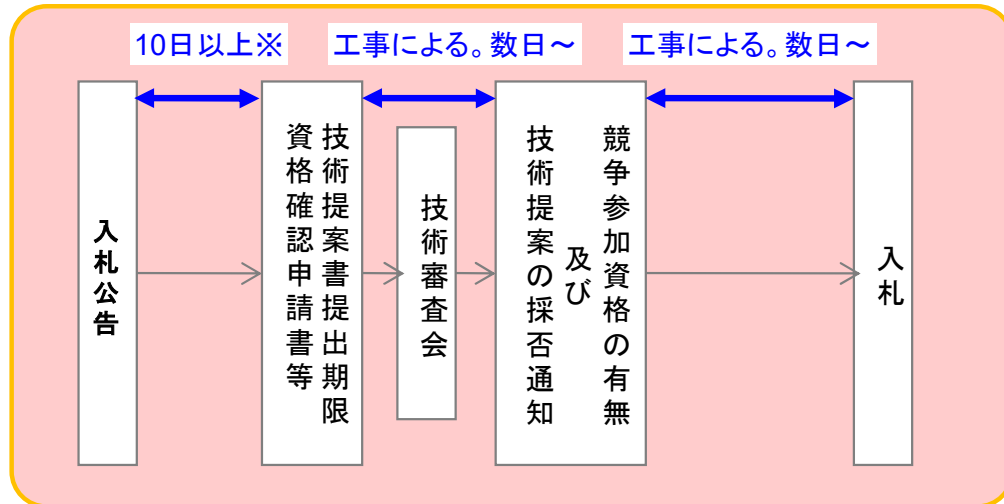 10日以上※
工事による。数日～
工事による。数日～
入札公告
技術提案書提出期限
資格確認申請書等
技術審査会
競争参加資格の有無
及び
技術提案の採否通知
入札